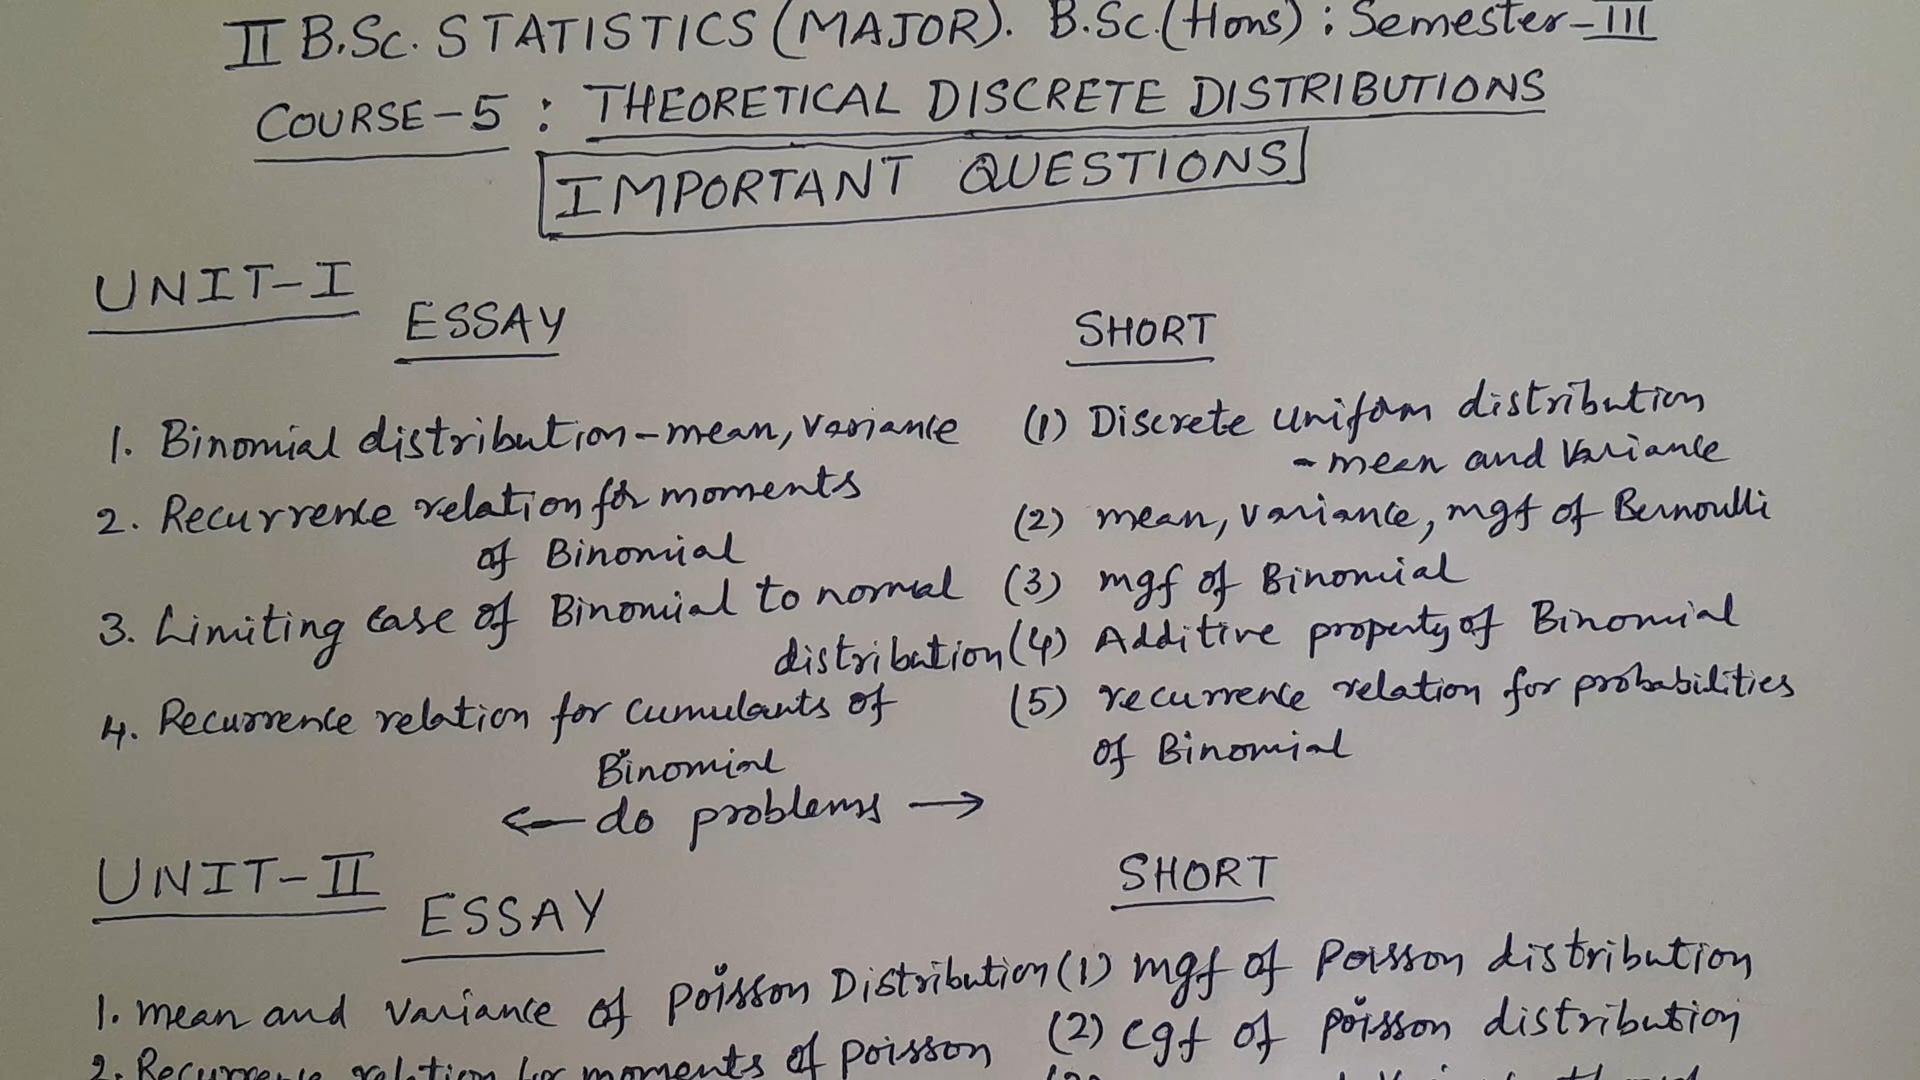 II B.Sc. STATISTICS (MAJOR). B.Sc.(Hons) : Semester-III
COURSE-5 : THEORETICAL DISCRETE DISTRIBUTIONS
IMPORTANT QUESTIONS
UNIT-I
ESSAY
1. Binomial distribution-mean, variance
2. Recurrence relation for moments
of Binomial
3. Limiting case of Binomial to normal
distribution
4. Recurrence relation for cumulants of
Binomial
SHORT
(1) Discrete uniform distribution
- mean and variance
(2) mean, variance, mgf of Bernoulli
(3) mgf of Binomial
(4) Additive property of Binomial
(5) recurrence relation for probabilities
of Binomial
← do problems →
UNIT-II
ESSAY
1. mean and variance of Poisson Distribution
2. Recurrence relation for moments of poisson
SHORT
(1) mgf of Poisson distribution
(2) cgf of poisson distribution